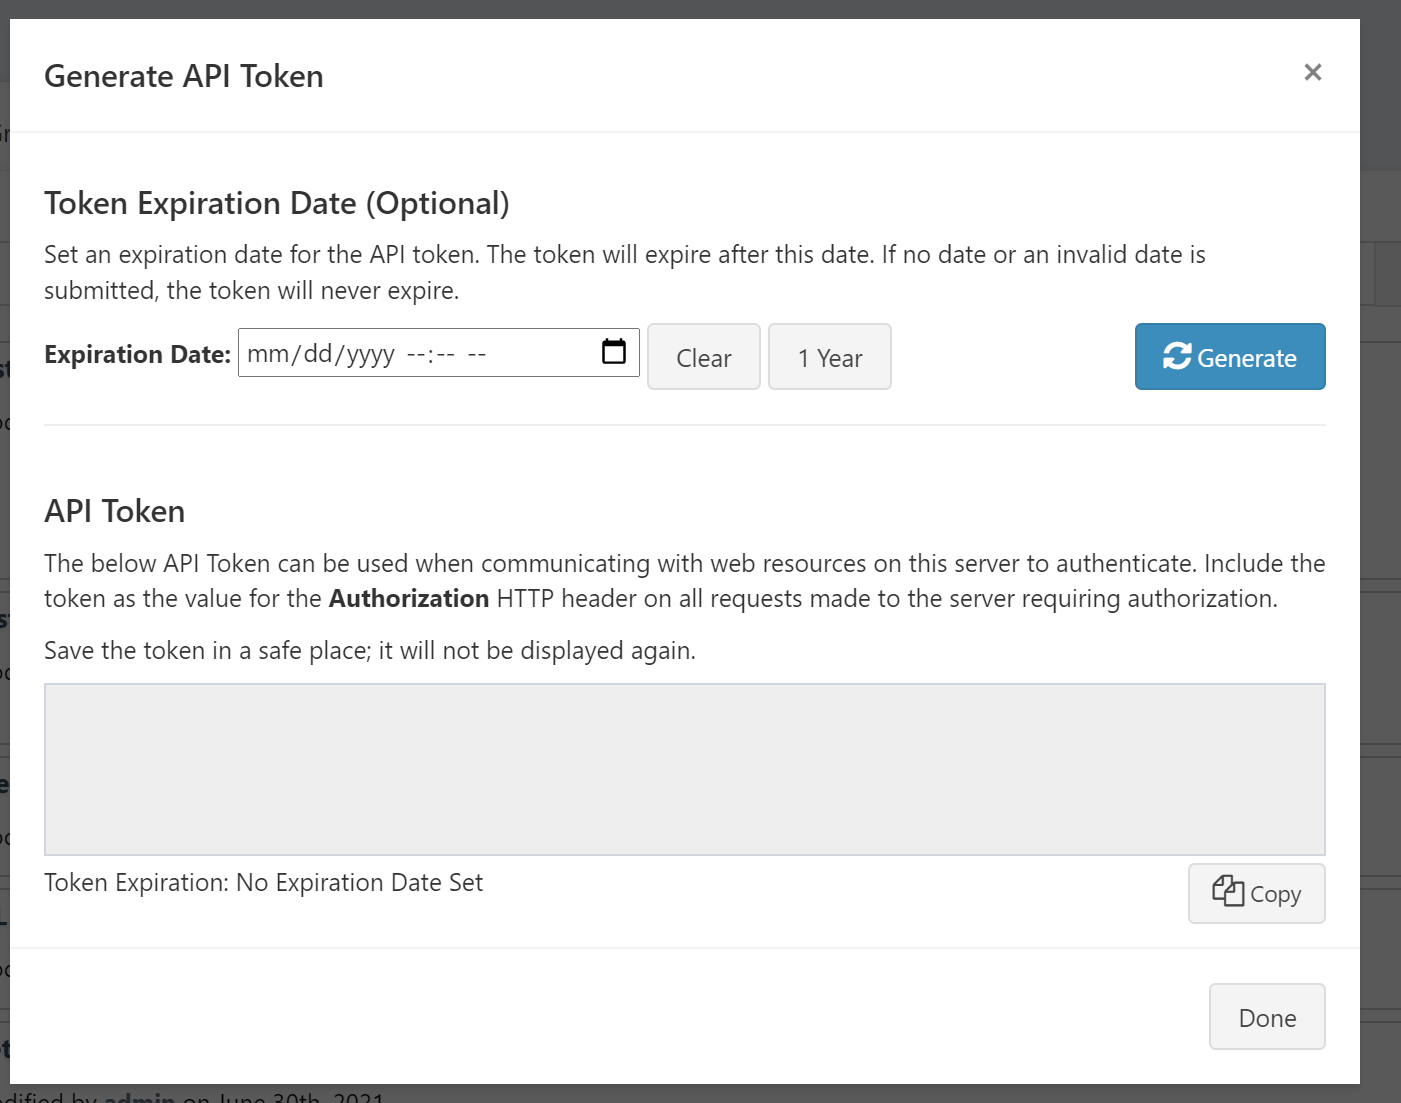 Generate API Token
×
Token Expiration Date (Optional)
Set an expiration date for the API token. The token will expire after this date. If no date or an invalid date is
submitted, the token will never expire.
Expiration Date: mm/dd/yyyy --:-- -- Clear 1 Year Generate
API Token
The below API Token can be used when communicating with web resources on this server to authenticate. Include the
token as the value for the Authorization HTTP header on all requests made to the server requiring authorization.
Save the token in a safe place; it will not be displayed again.
Token Expiration: No Expiration Date Set
Copy
Done
by admin on June 30th, 2021